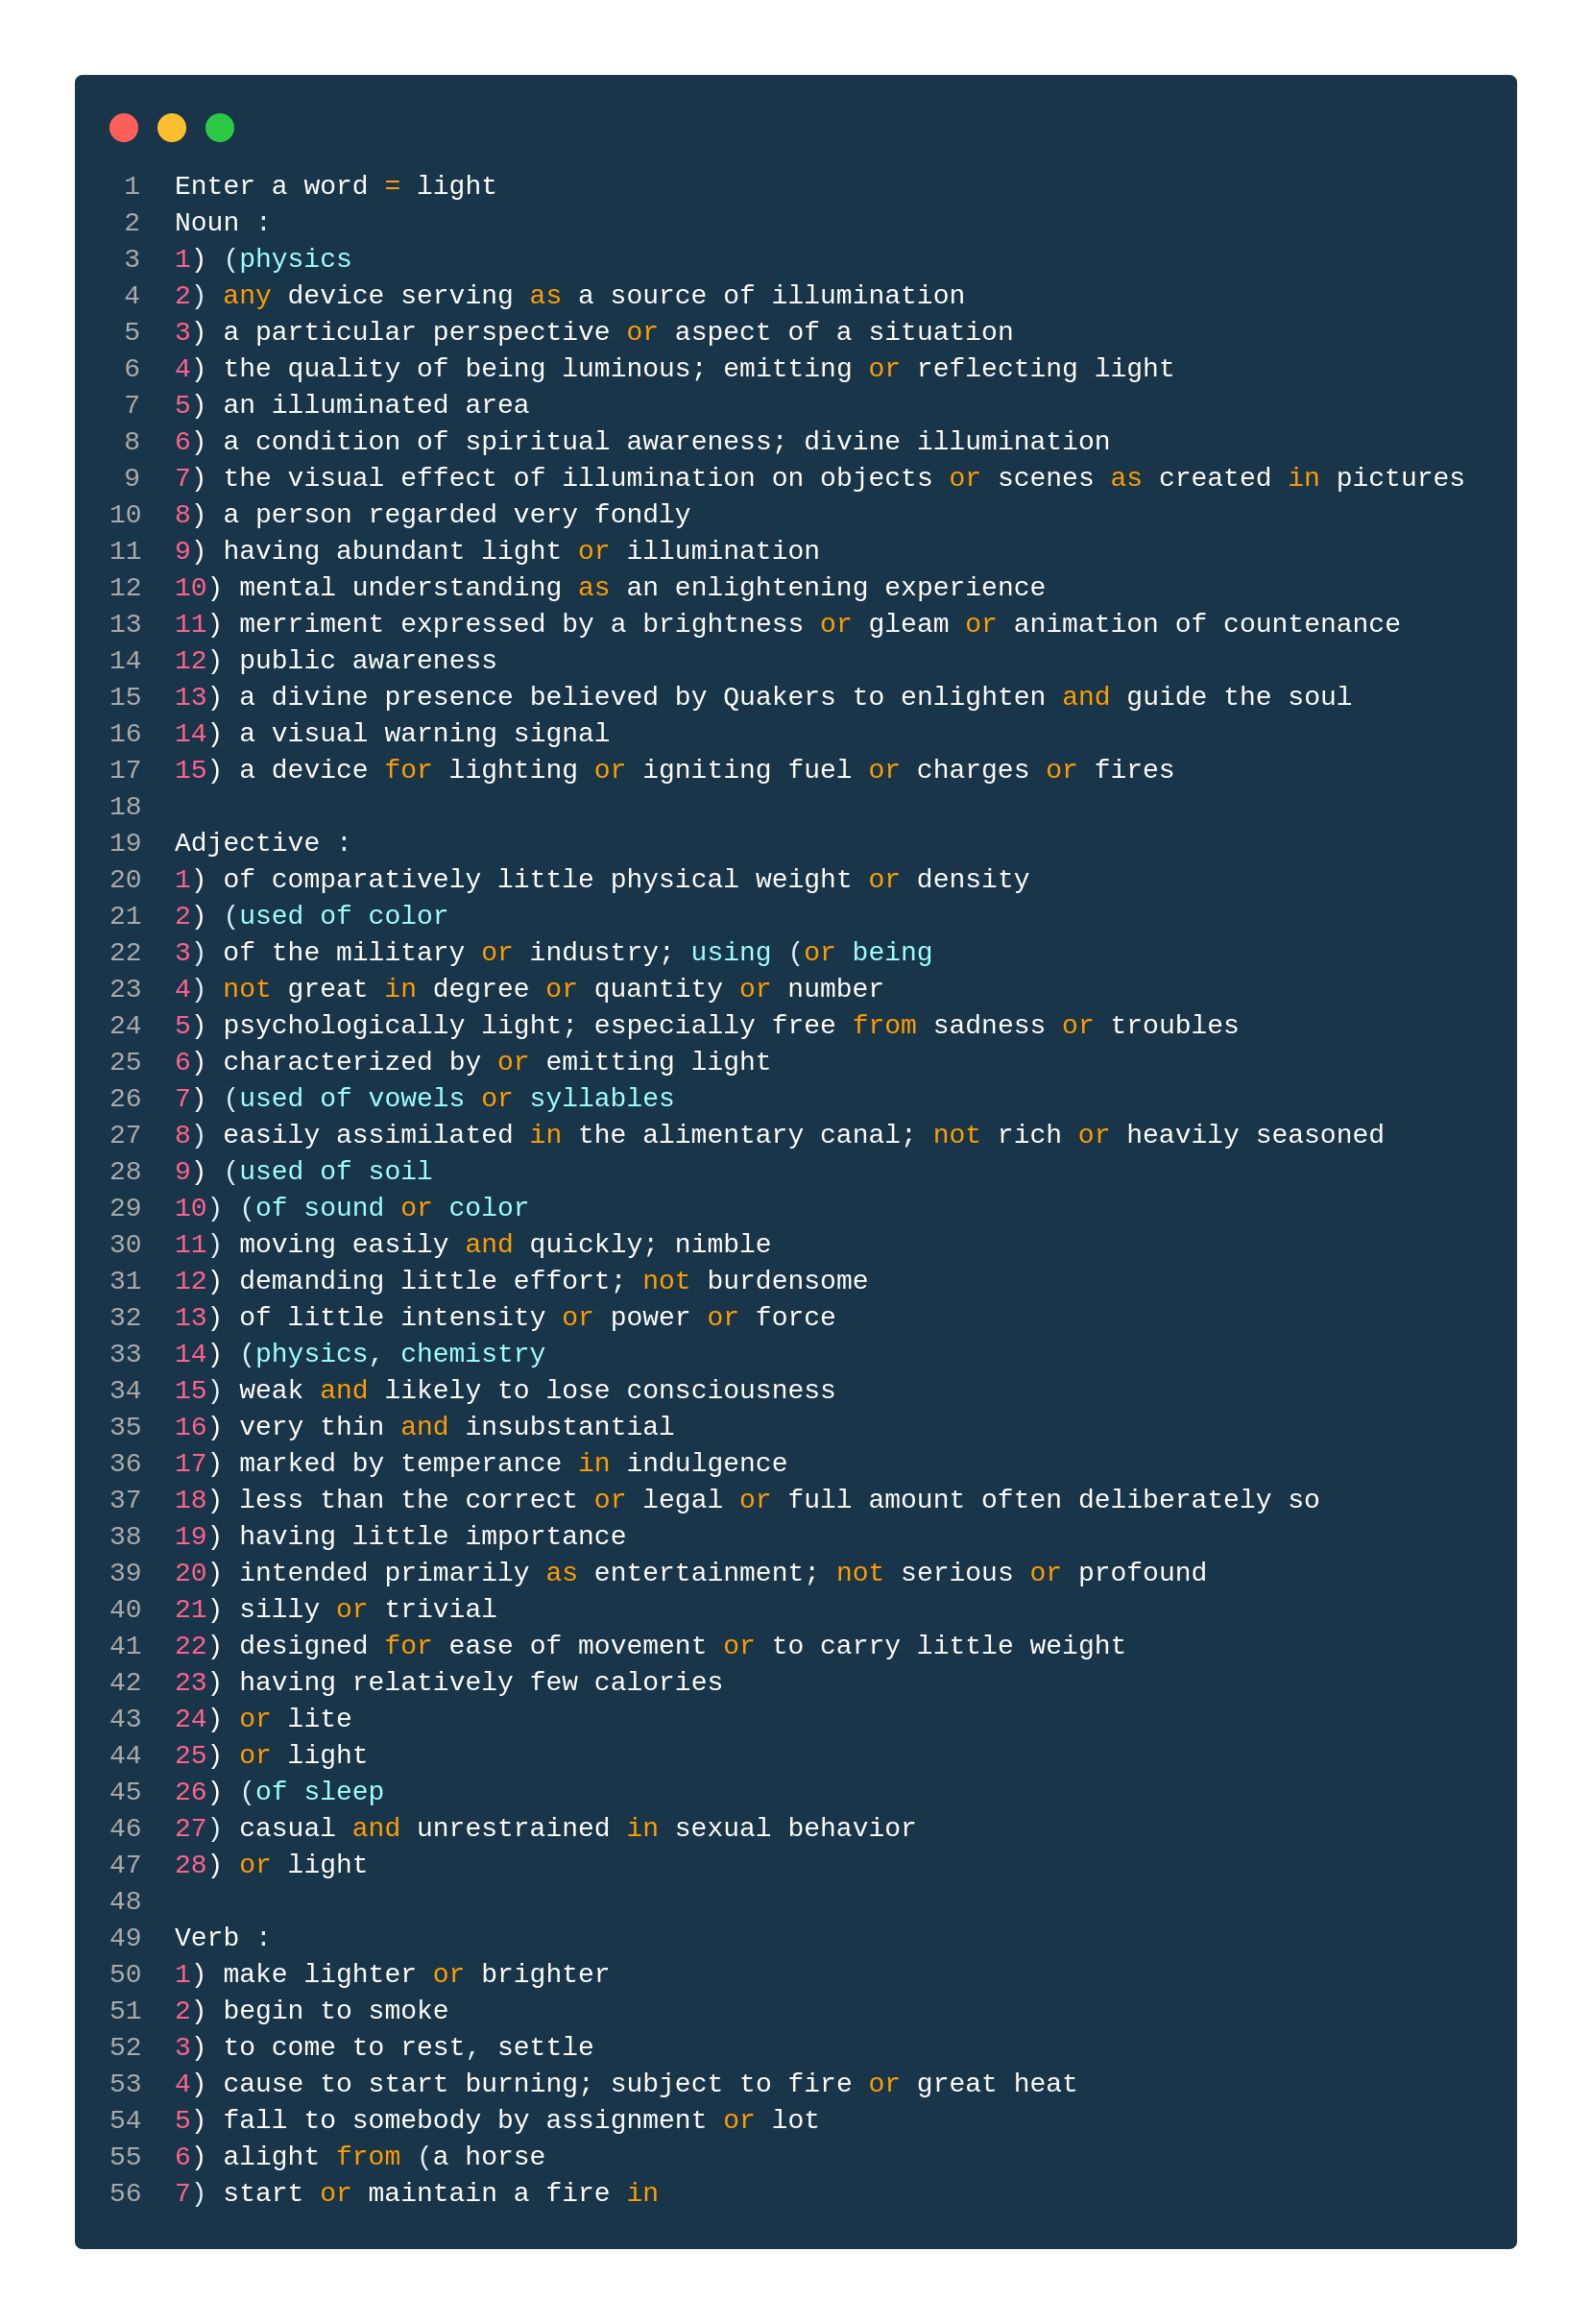 1 Enter a word = light
2 Noun :
3 1) (physics
4 2) any device serving as a source of illumination
5 3) a particular perspective or aspect of a situation
6 4) the quality of being luminous; emitting or reflecting light
7 5) an illuminated area
8 6) a condition of spiritual awareness; divine illumination
9 7) the visual effect of illumination on objects or scenes as created in pictures
10 8) a person regarded very fondly
11 9) having abundant light or illumination
12 10) mental understanding as an enlightening experience
13 11) merriment expressed by a brightness or gleam or animation of countenance
14 12) public awareness
15 13) a divine presence believed by Quakers to enlighten and guide the soul
16 14) a visual warning signal
17 15) a device for lighting or igniting fuel or charges or fires
18
19 Adjective :
20 1) of comparatively little physical weight or density
21 2) (used of color
22 3) of the military or industry; using (or being
23 4) not great in degree or quantity or number
24 5) psychologically light; especially free from sadness or troubles
25 6) characterized by or emitting light
26 7) (used of vowels or syllables
27 8) easily assimilated in the alimentary canal; not rich or heavily seasoned
28 9) (used of soil
29 10) (of sound or color
30 11) moving easily and quickly; nimble
31 12) demanding little effort; not burdensome
32 13) of little intensity or power or force
33 14) (physics, chemistry
34 15) weak and likely to lose consciousness
35 16) very thin and insubstantial
36 17) marked by temperance in indulgence
37 18) less than the correct or legal or full amount often deliberately so
38 19) having little importance
39 20) intended primarily as entertainment; not serious or profound
40 21) silly or trivial
41 22) designed for ease of movement or to carry little weight
42 23) having relatively few calories
43 24) or lite
44 25) or light
45 26) (of sleep
46 27) casual and unrestrained in sexual behavior
47 28) or light
48
49 Verb :
50 1) make lighter or brighter
51 2) begin to smoke
52 3) to come to rest, settle
53 4) cause to start burning; subject to fire or great heat
54 5) fall to somebody by assignment or lot
55 6) alight from (a horse
56 7) start or maintain a fire in